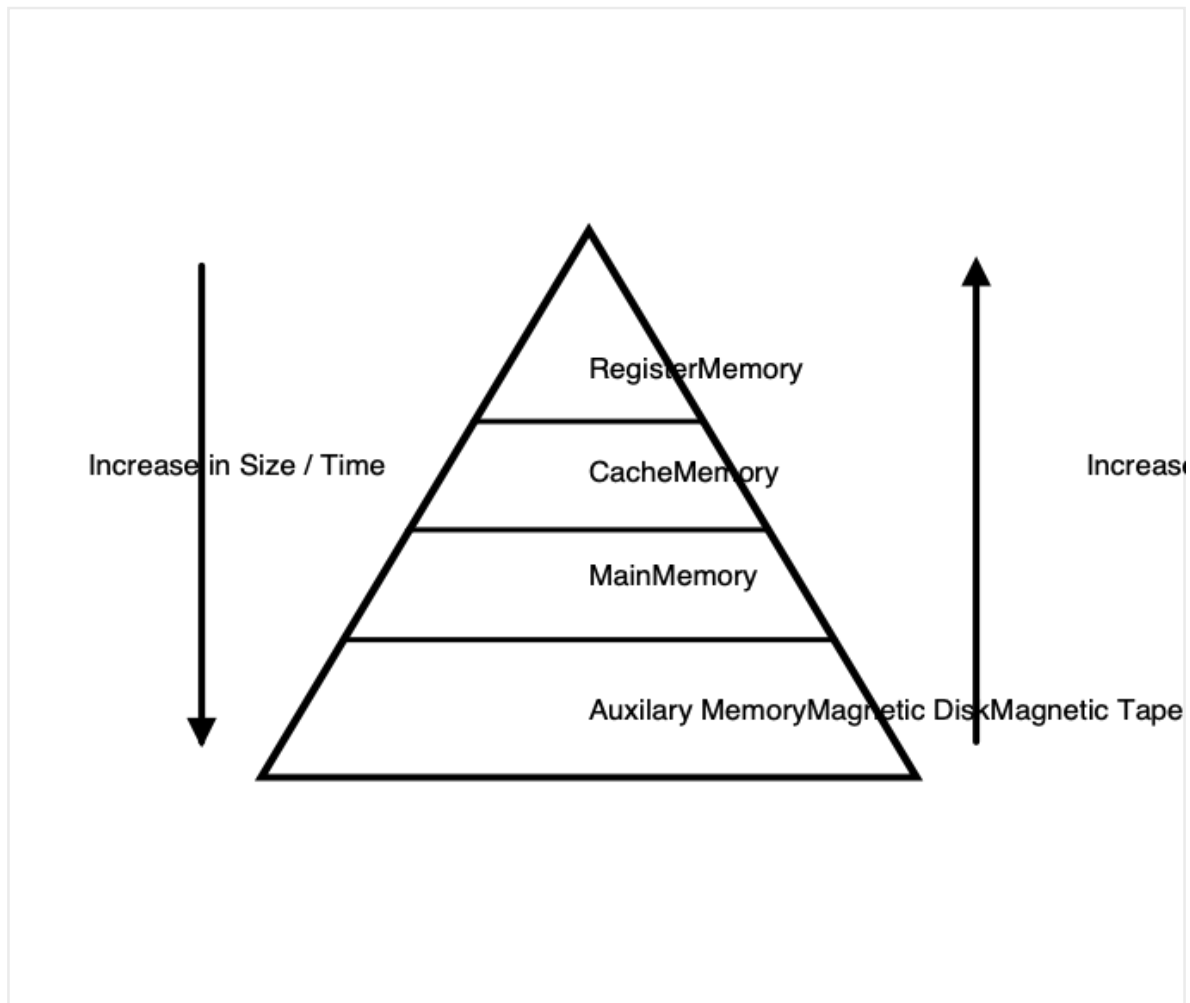 RegisterMemory
Increase in Size / Time
CacheMemory
Increase
MainMemory
Auxilary MemoryMagnetic DiskMagnetic Tape